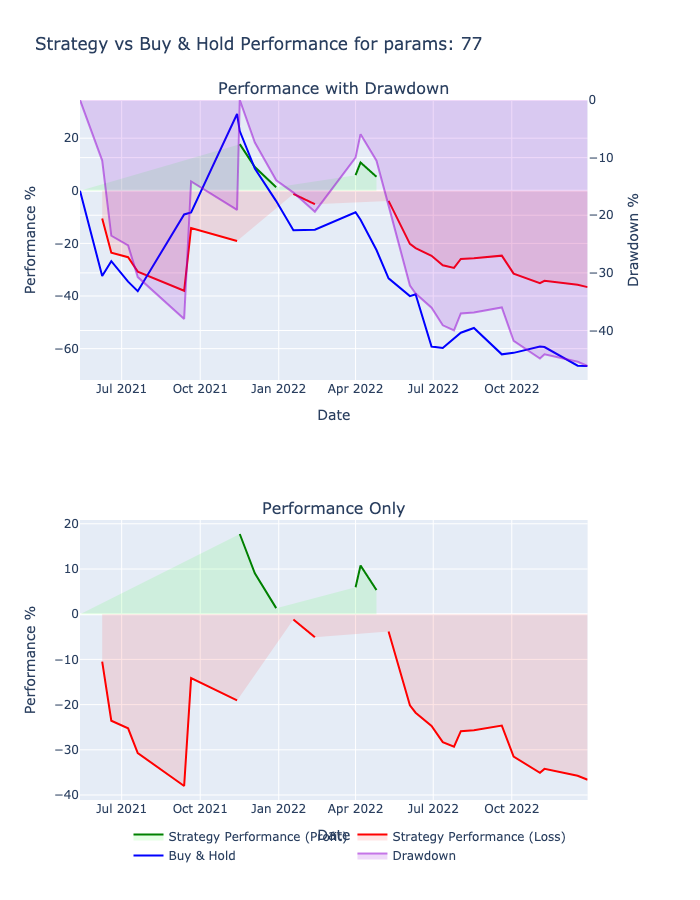 Strategy vs Buy & Hold Performance for params: 77
Performance with Drawdown
20
0
−20
−40
−60
0
−10
−20
−30
−40
Performance %
Drawdown %
Jul 2021 Oct 2021 Jan 2022 Apr 2022 Jul 2022 Oct 2022
Date
Performance Only
20
10
0
−10
−20
−30
−40
Performance %
Jul 2021 Oct 2021 Jan 2022 Apr 2022 Jul 2022 Oct 2022
Date
Strategy Performance (Profit) Strategy Performance (Loss)
Buy & Hold Drawdown